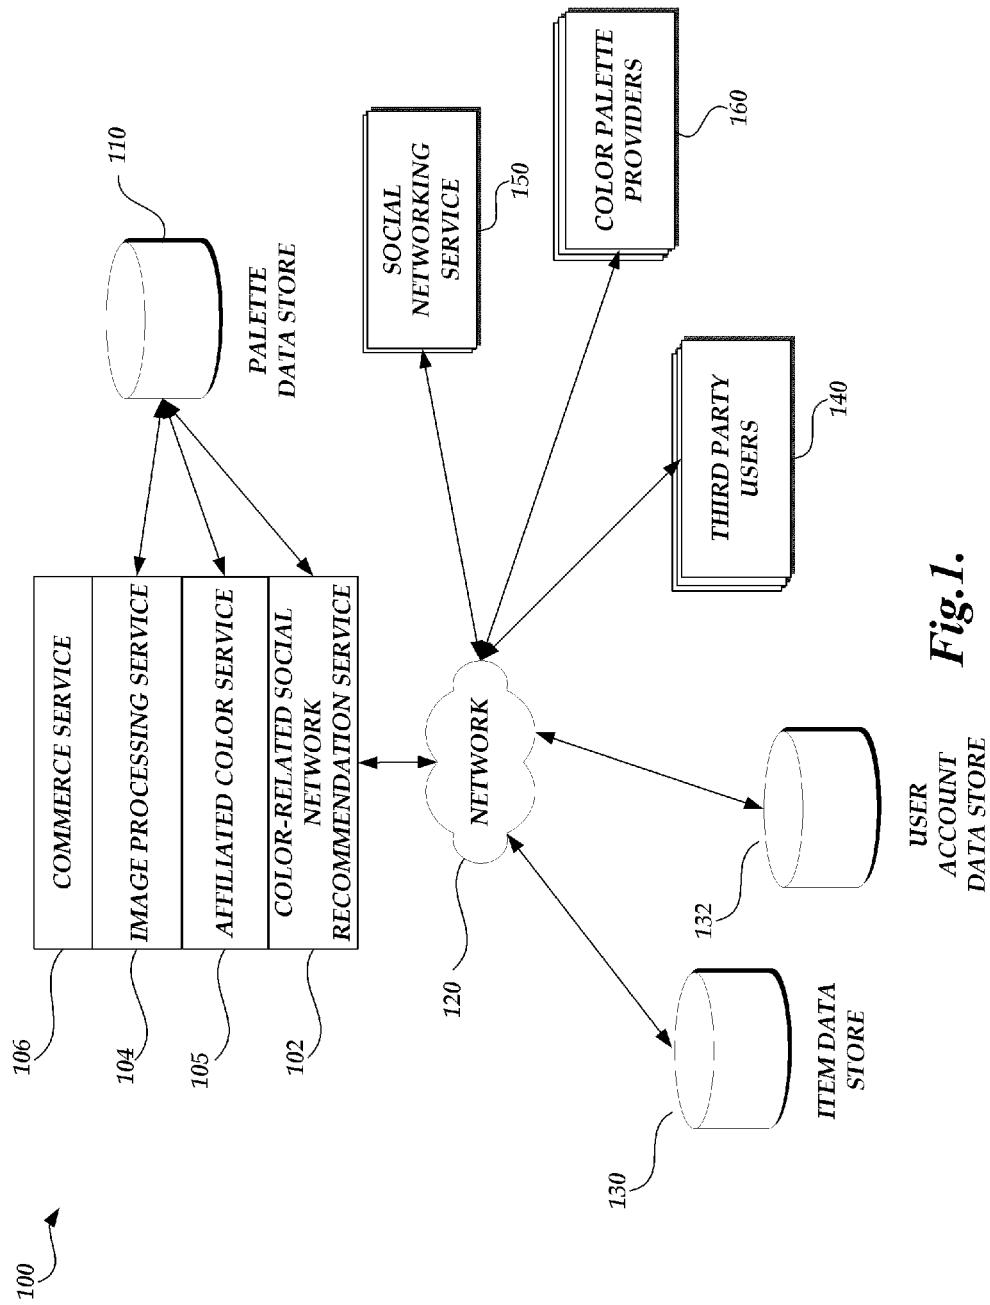 100
106
COMMERCE SERVICE
104
IMAGE PROCESSING SERVICE
105
AFFILIATED COLOR SERVICE
102
COLOR-RELATED SOCIAL
NETWORK
RECOMMENDATION SERVICE
110
PALETTE
DATA STORE
120
NETWORK
SOCIAL
NETWORKING
SERVICE
150
COLOR PALETTE
PROVIDERS
160
THIRD PARTY
USERS
140
130
ITEM DATA
STORE
132
USER
ACCOUNT
DATA STORE
Fig.1.